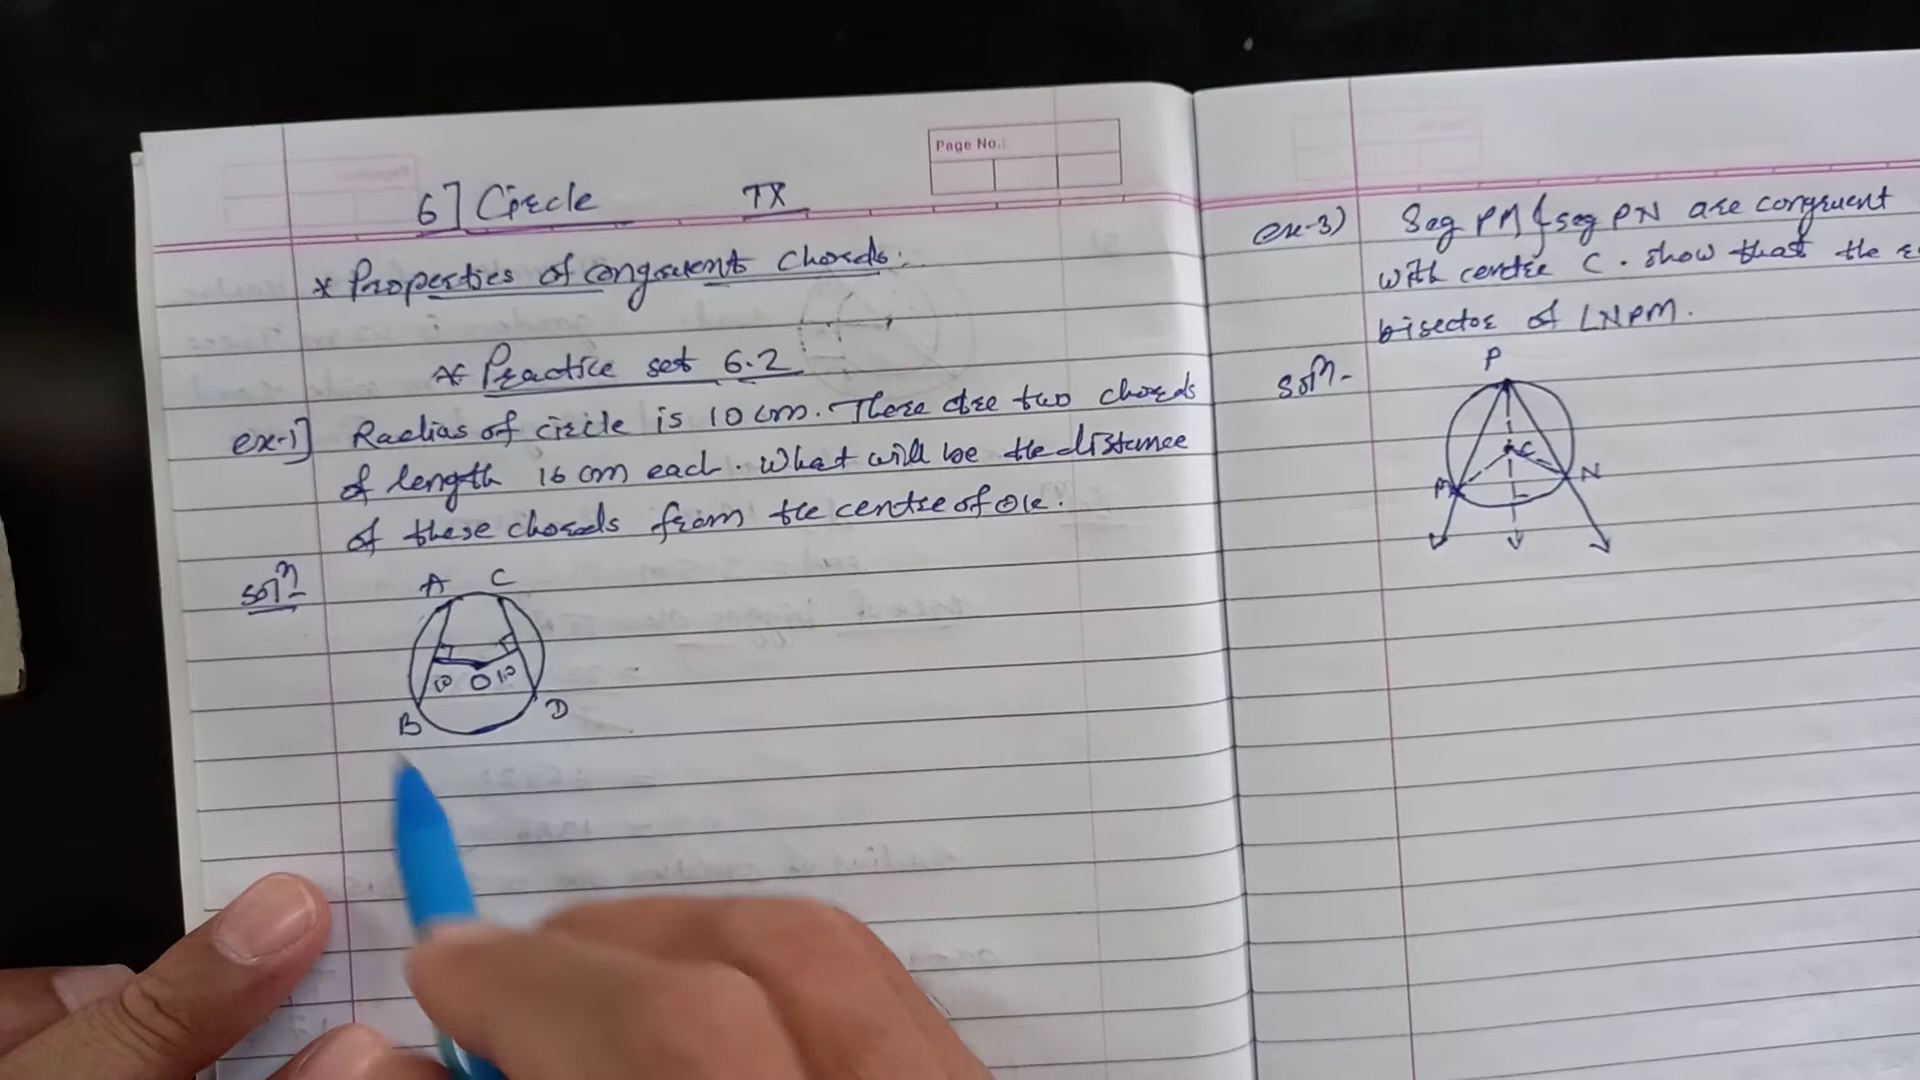 Page No.:
6] Circle IX
* Properties of congruent chords.
* Practice set 6.2
ex-1] Radius of circle is 10 cm. There are two chords
of length 16 cm each. What will be the distance
of these chords from the centre of
solⁿ
A C
10 O 10
B D
ex-3) Seg PM & seg PN are congruent
with centre C. show that the
bisector of ∠NPM.
solⁿ-
P
C
M N
L